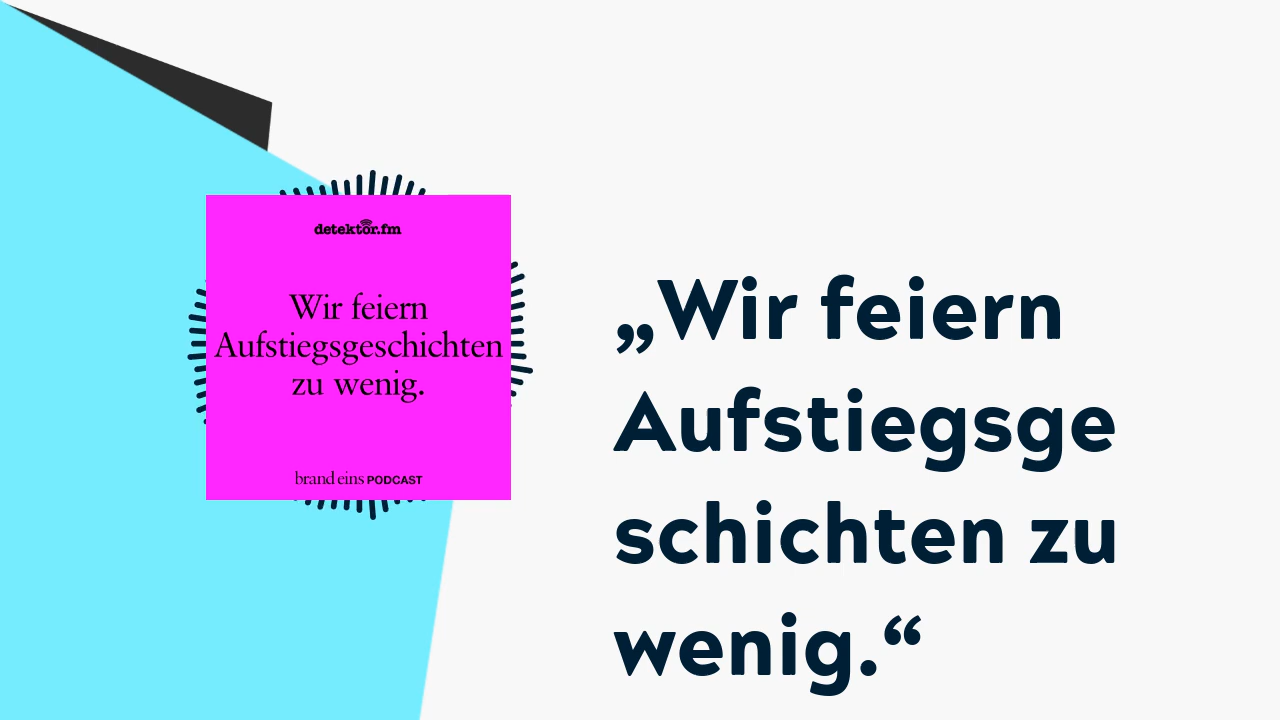 detektor.fm
Wir feiern
Aufstiegsgeschichten
zu wenig.
brand eins PODCAST
„Wir feiern
Aufstiegsge
schichten zu
wenig.“